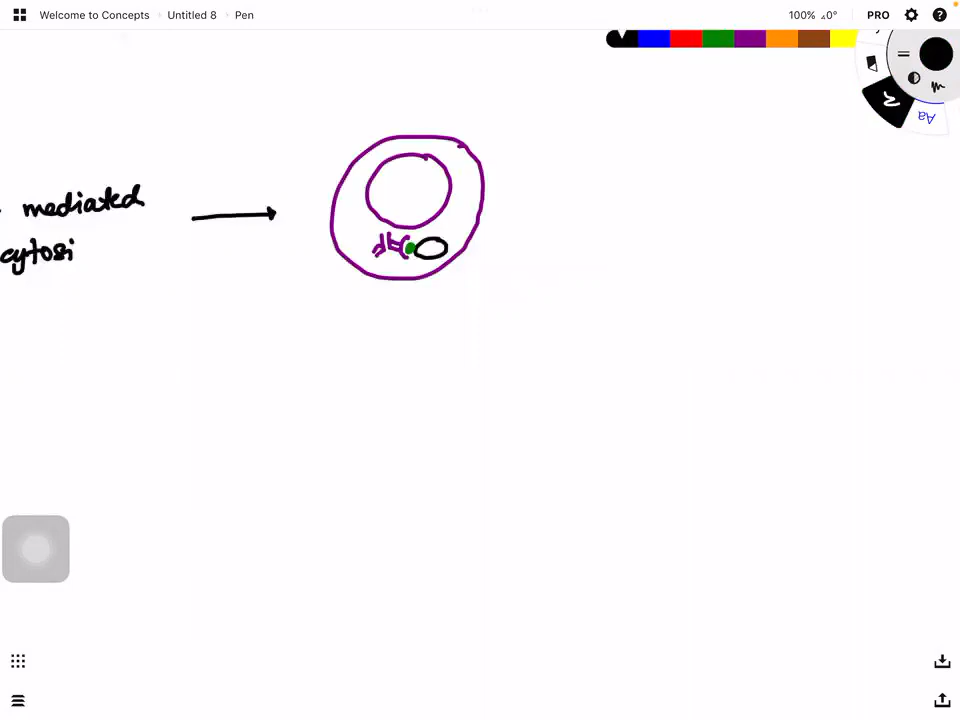 Welcome to Concepts › Untitled 8 › Pen
100% 0°
PRO
Aa
mediated
cytosi